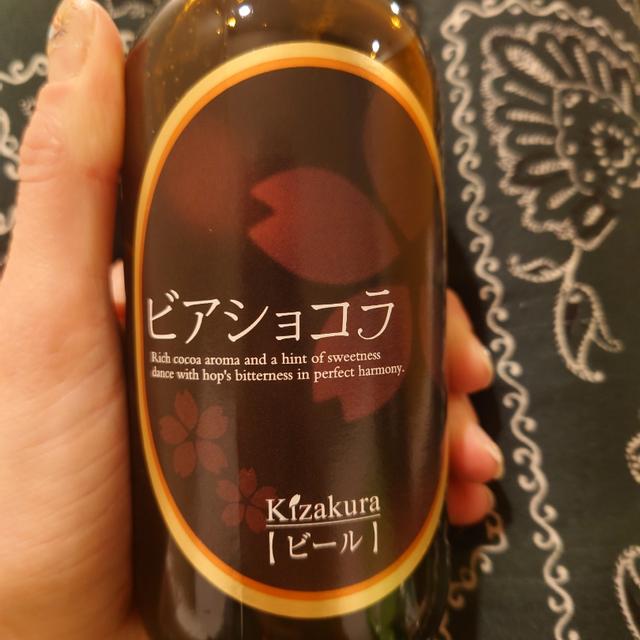 ビアショコラ
Rich cocoa aroma and a hint of sweetness
dance with hop's bitterness in perfect harmony.
Kizakura
【ビール】